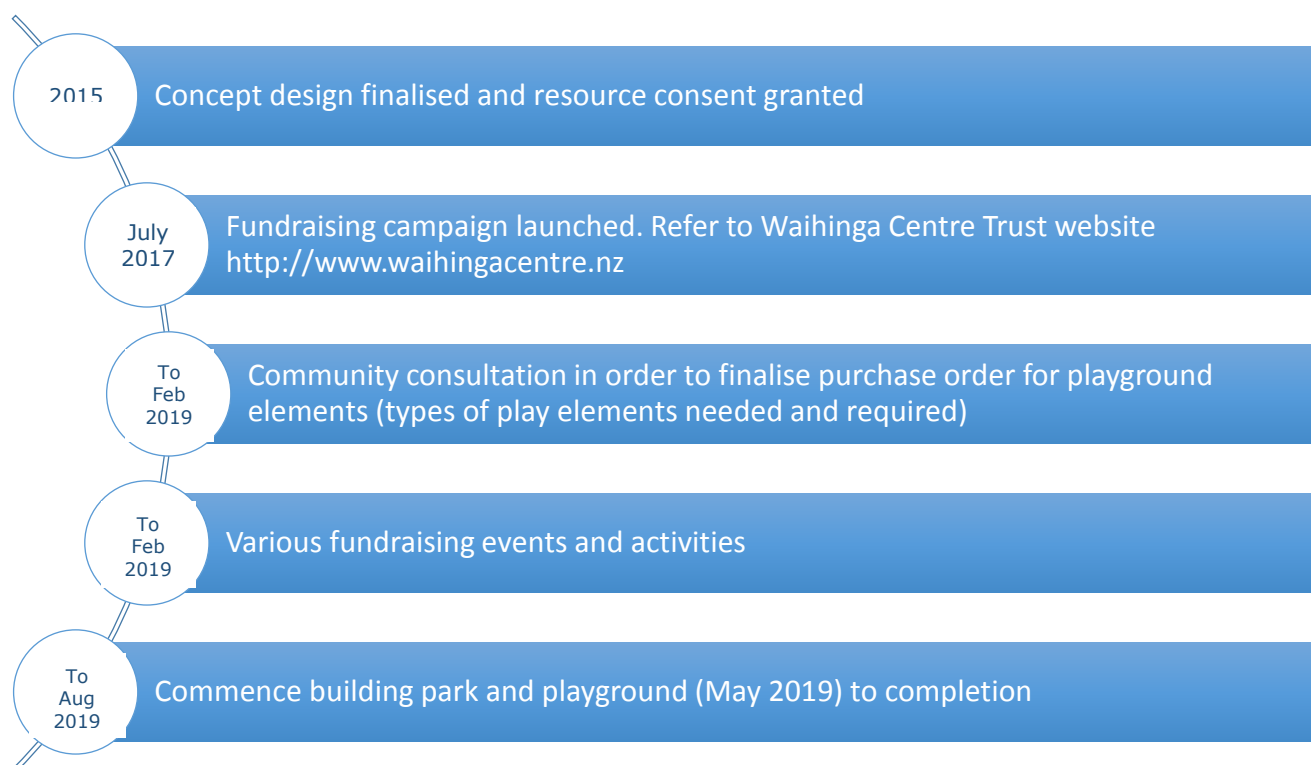 2015
Concept design finalised and resource consent granted
July
2017
Fundraising campaign launched. Refer to Waihinga Centre Trust website
http://www.waihingacentre.nz
To
Feb
2019
Community consultation in order to finalise purchase order for playground
elements (types of play elements needed and required)
To
Feb
2019
Various fundraising events and activities
To
Aug
2019
Commence building park and playground (May 2019) to completion